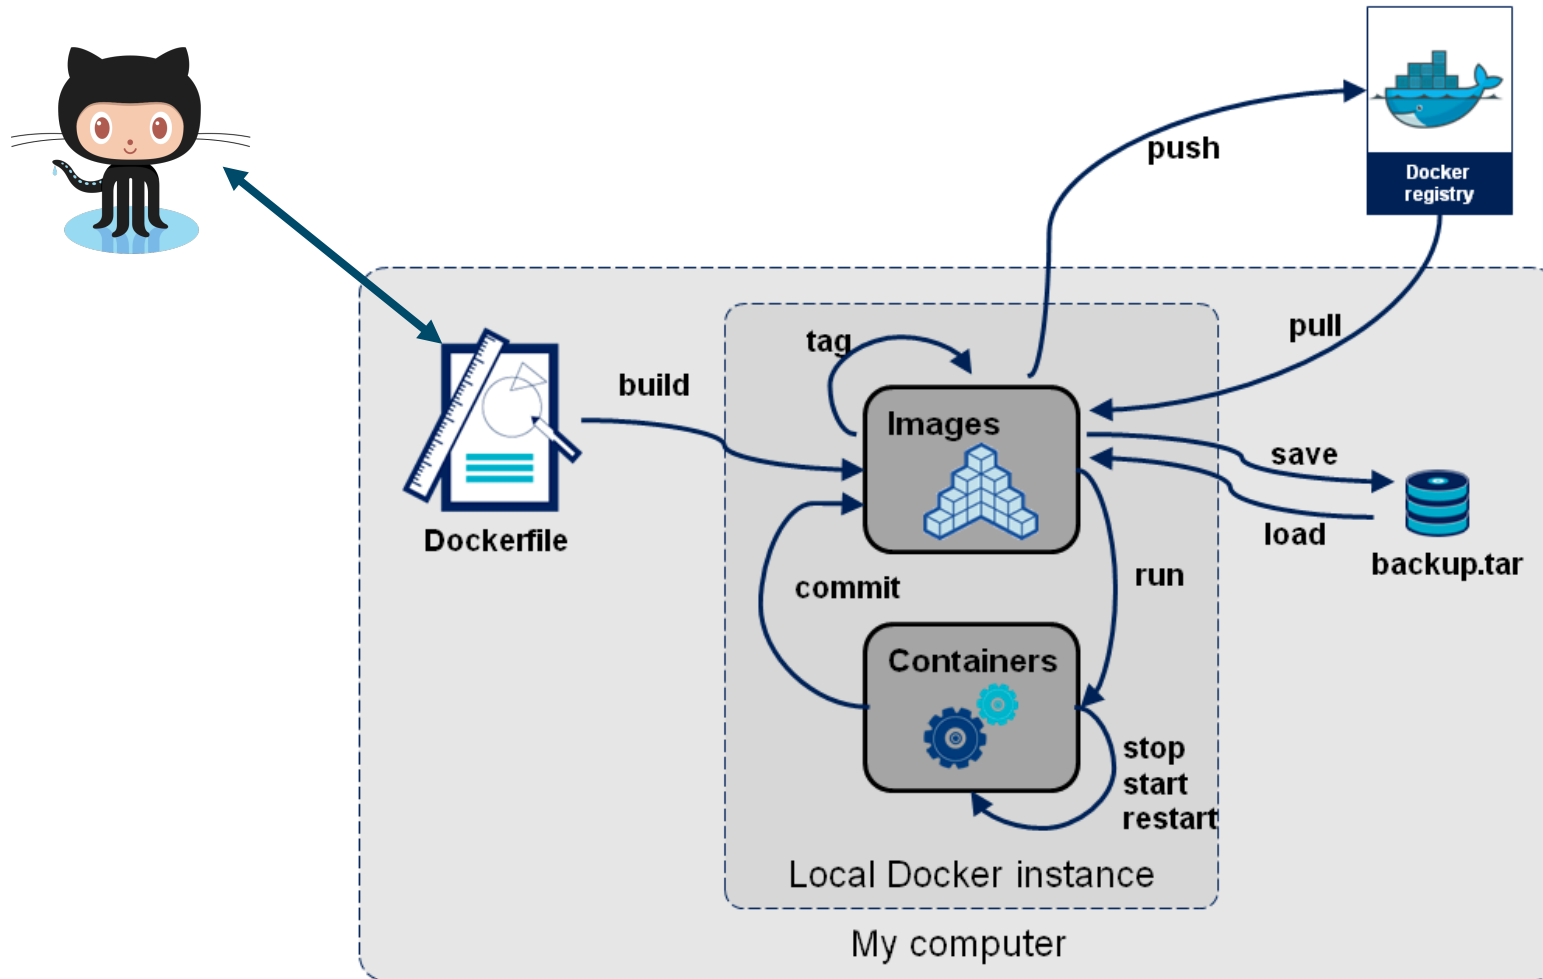 push
Docker
registry
tag
pull
build
Images
save
load
Dockerfile
backup.tar
commit
run
Containers
stop
start
restart
Local Docker instance
My computer